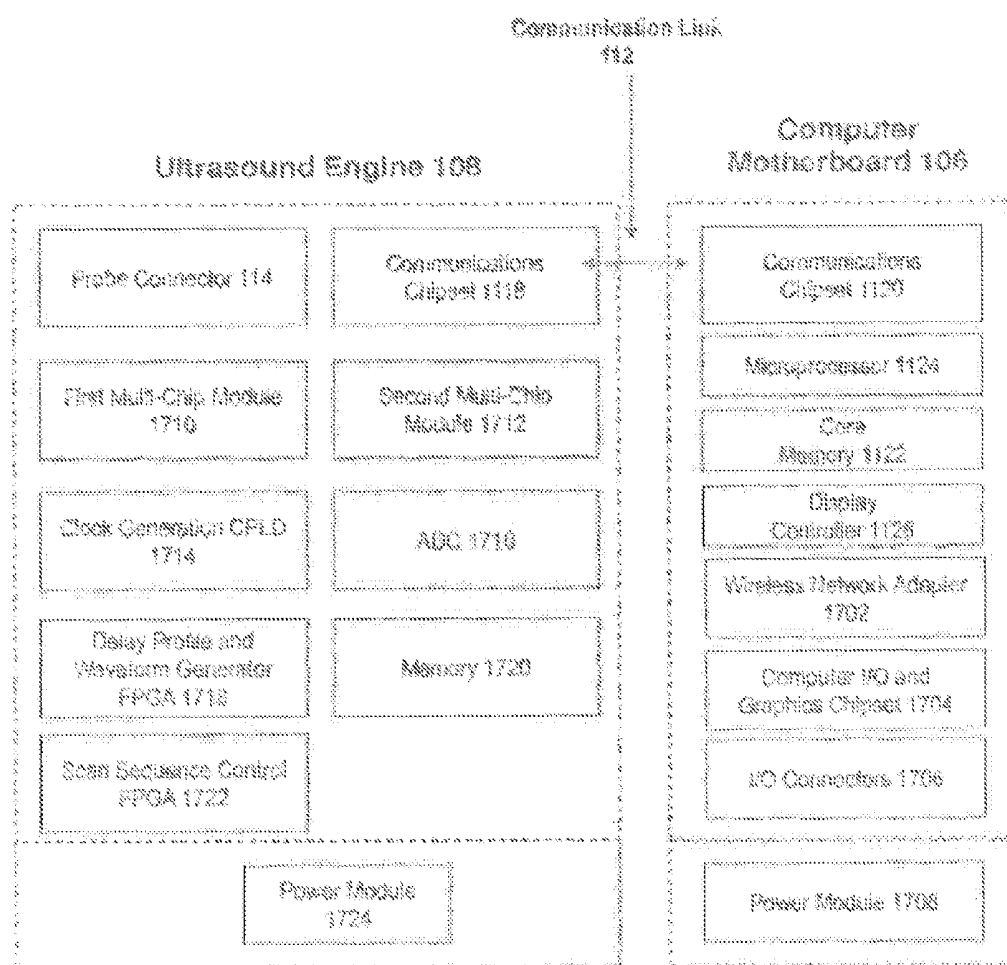 Communication Link
112
Ultrasound Engine 108
Computer
Motherboard 106
Probe Connector 114
Communications
Chipset 1118
Communications
Chipset 1120
First Multi-Chip Module
1710
Second Multi-Chip
Module 1712
Microprocessor 1124
Core
Memory 1122
Clock Generation CPLD
1714
ADC 1716
Display
Controller 1126
Wireless Network Adapter
1702
Delay Profile and
Waveform Generator
FPGA 1718
Memory 1720
Computer I/O and
Graphics Chipset 1704
Scan Sequence Control
FPGA 1722
I/O Connectors 1706
Power Module
1724
Power Module 1708